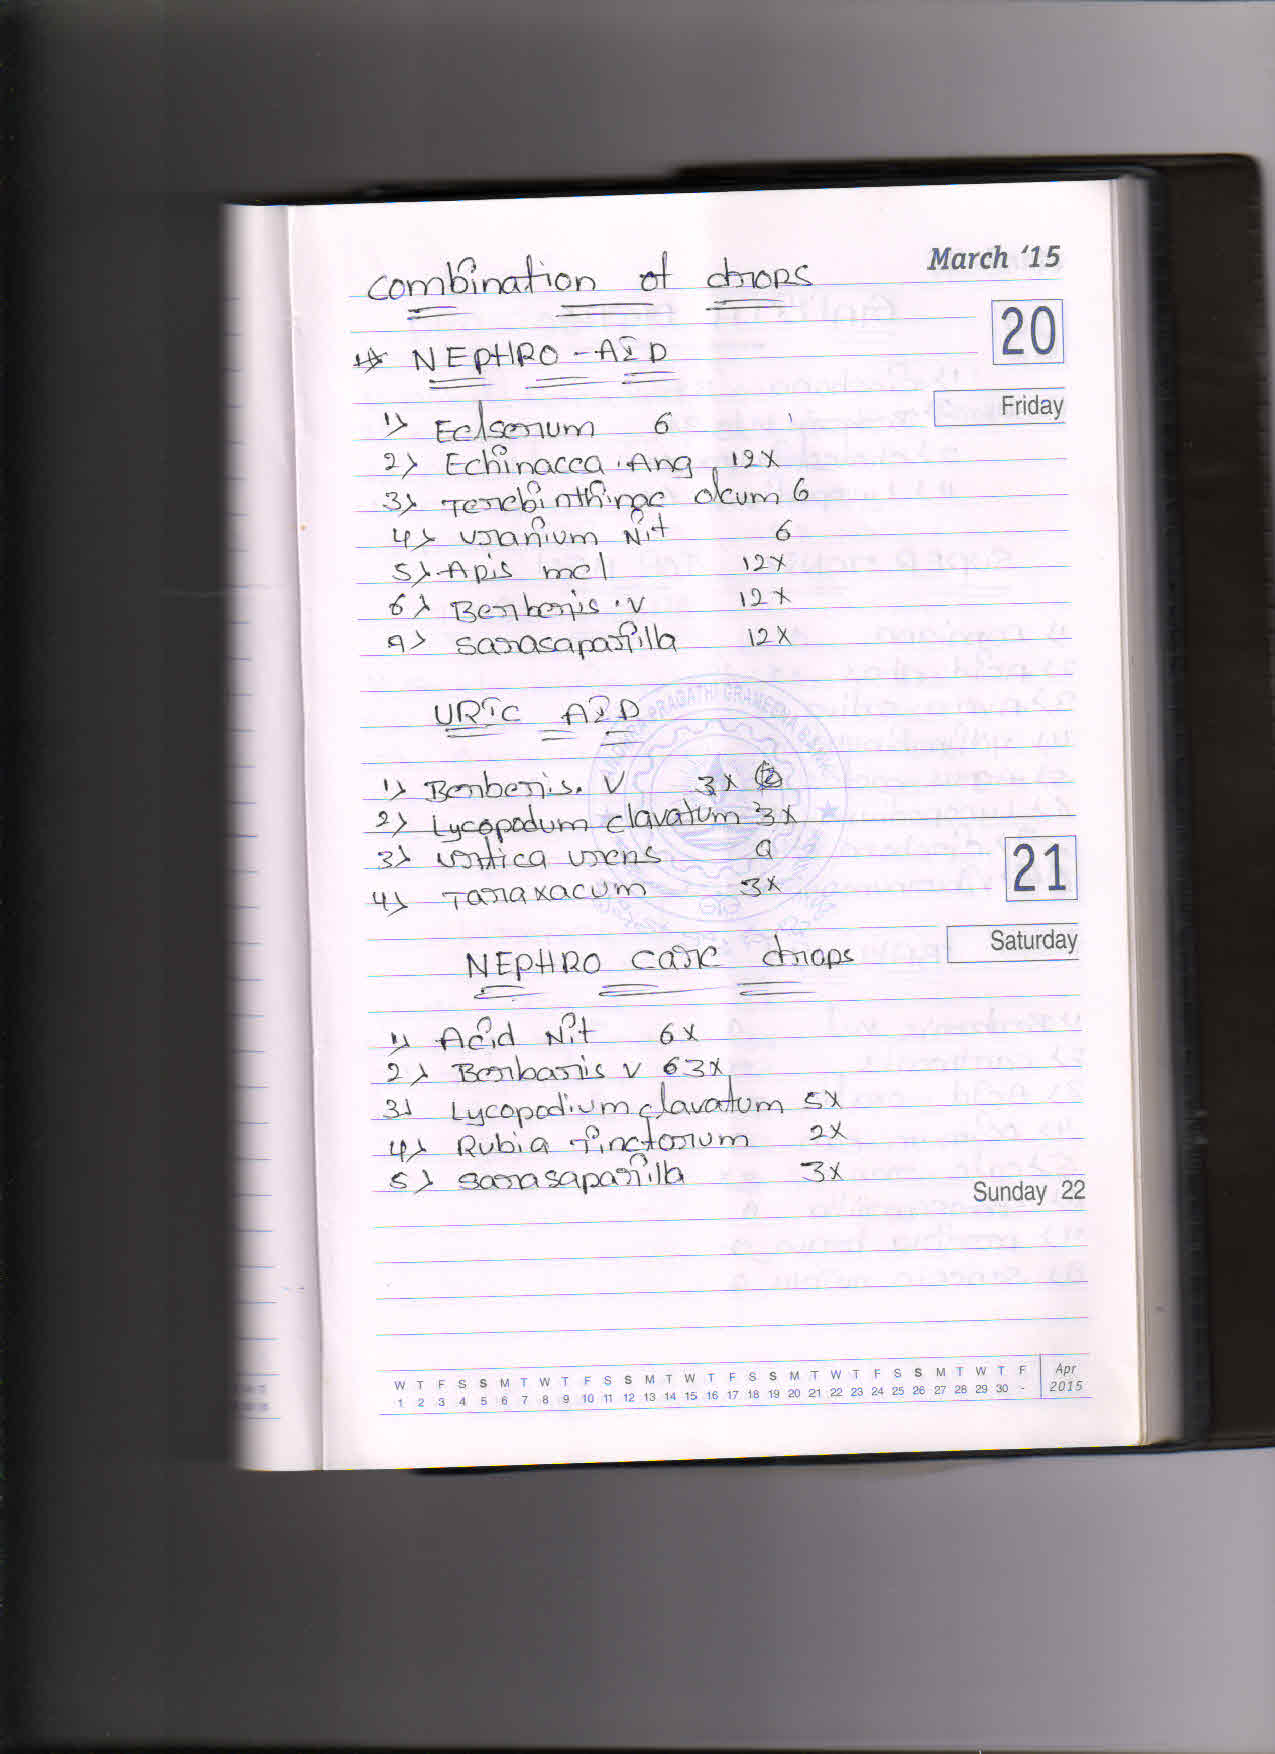 March '15
combination of drops
20
NEPHRO-AID
Friday
1) Eelserum 6
2) Echinacca.Ang 12x
3) Terebinthinae oleum 6
4) Uranium Nit 6
5) Apis mel 12x
6) Berberis.v 12x
9) Sarasaparilla 12x
PRAGATHI GRAMEENA BANK
URIC AID
1) Berberis. V 3x
2) Lycopodum clavatum 3x
3) Urtica urens Q
21
4) Taraxacum 3x
Saturday
NEPHRO care drops
1) Acid Nit 6x
2) Berbaris v 63x
3) Lycopodium clavatum 5x
4) Rubia Tinctorum 2x
5) Sarasaparilla 3x
Sunday 22
W T F S S M T W T F S S M T W T F S S M T W T F S S M T W T F Apr
1 2 3 4 5 6 7 8 9 10 11 12 13 14 15 16 17 18 19 20 21 22 23 24 25 26 27 28 29 30 - 2015